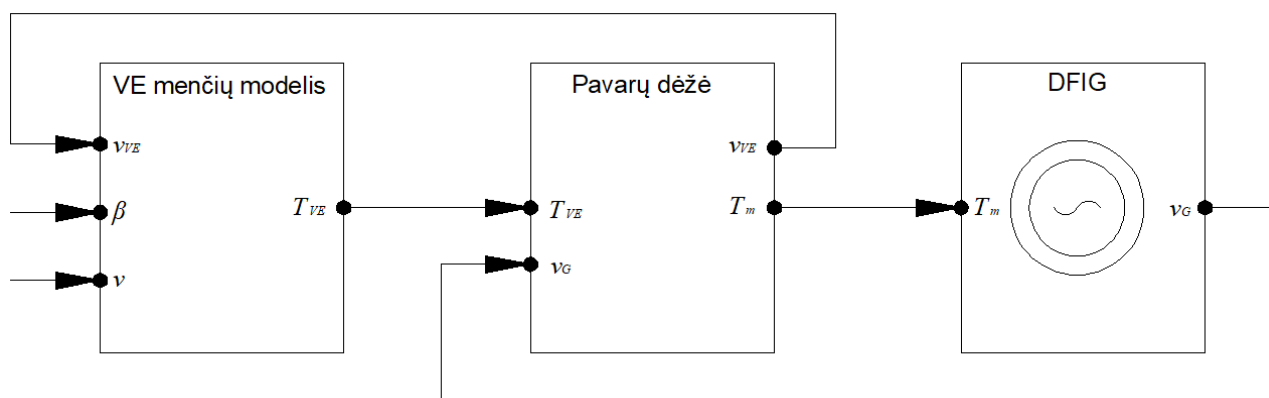 VE menčių modelis
vVE
β
v
TVE
Pavarų dėžė
TVE
vG
vVE
Tm
DFIG
Tm
vG